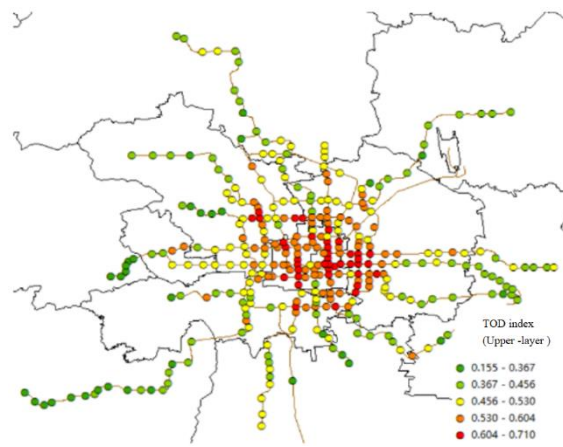 TOD index
(Upper -layer )
0.155 - 0.367
0.367 - 0.456
0.456 - 0.530
0.530 - 0.604
0.604 - 0.710